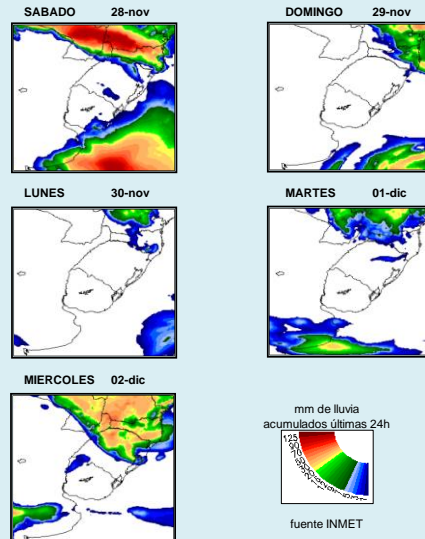 SABADO 28-nov
DOMINGO 29-nov
LUNES 30-nov
MARTES 01-dic
MIERCOLES 02-dic
mm de lluvia
acumulados últimas 24h
fuente INMET